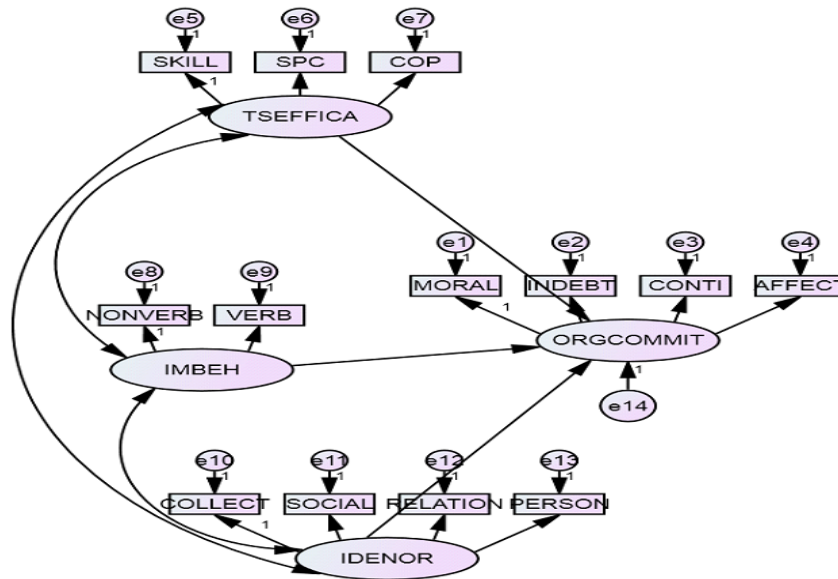 e5 e6 e7
1 1 1
SKILL SPC COP
1
TSEFFICA
e1 e2 e3 e4
1 1 1 1
MORAL INDEBT CONTI AFFECT
1
ORGCOMMIT
1
e14
e8 e9
1 1
NONVERB VERB
1
IMBEH
e10 e11 e12 e13
1 1 1 1
COLLECT SOCIAL RELATION PERSON
1
IDENOR